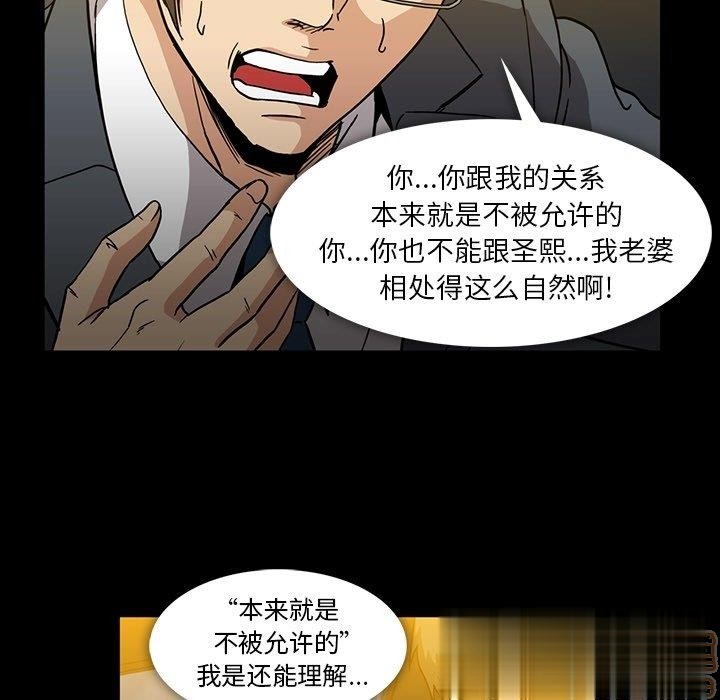 你...你跟我的关系
本来就是不被允许的
你...你也不能跟圣熙...我老婆
相处得这么自然啊!
“本来就是
不被允许的”
我是还能理解...